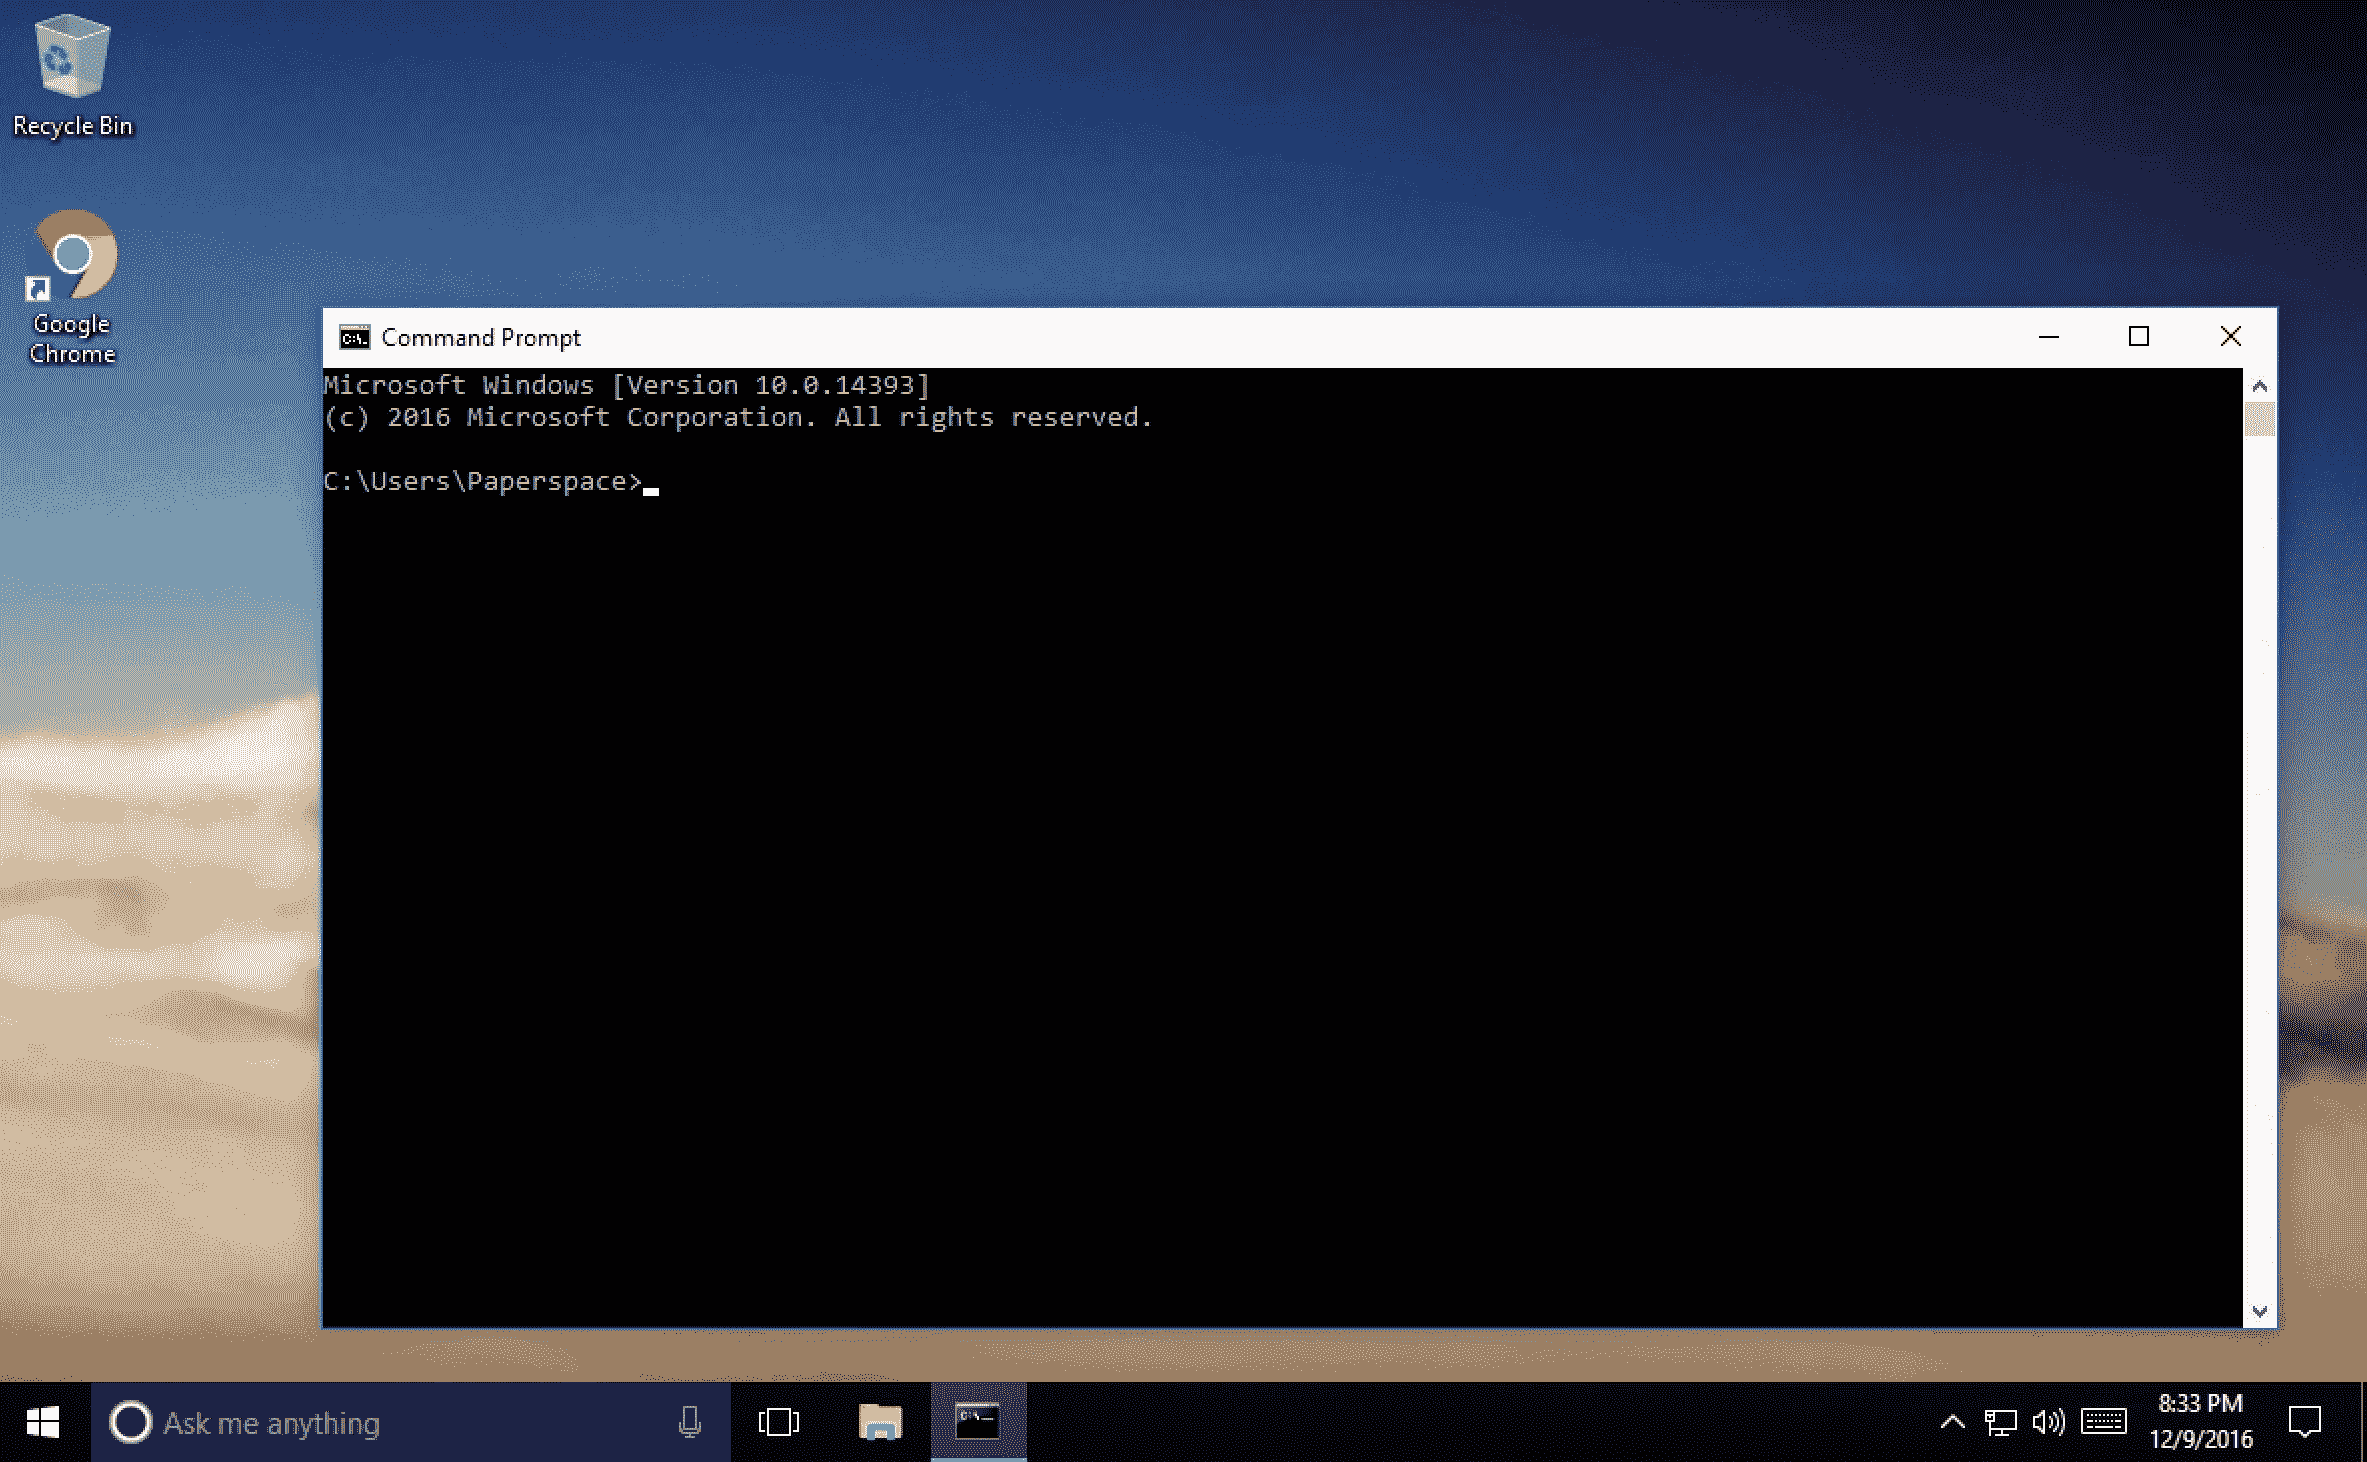 Recycle Bin
Google
Chrome
Command Prompt
Microsoft Windows [Version 10.0.14393]
(c) 2016 Microsoft Corporation. All rights reserved.
C:\Users\Paperspace>
Ask me anything
8:33 PM
12/9/2016